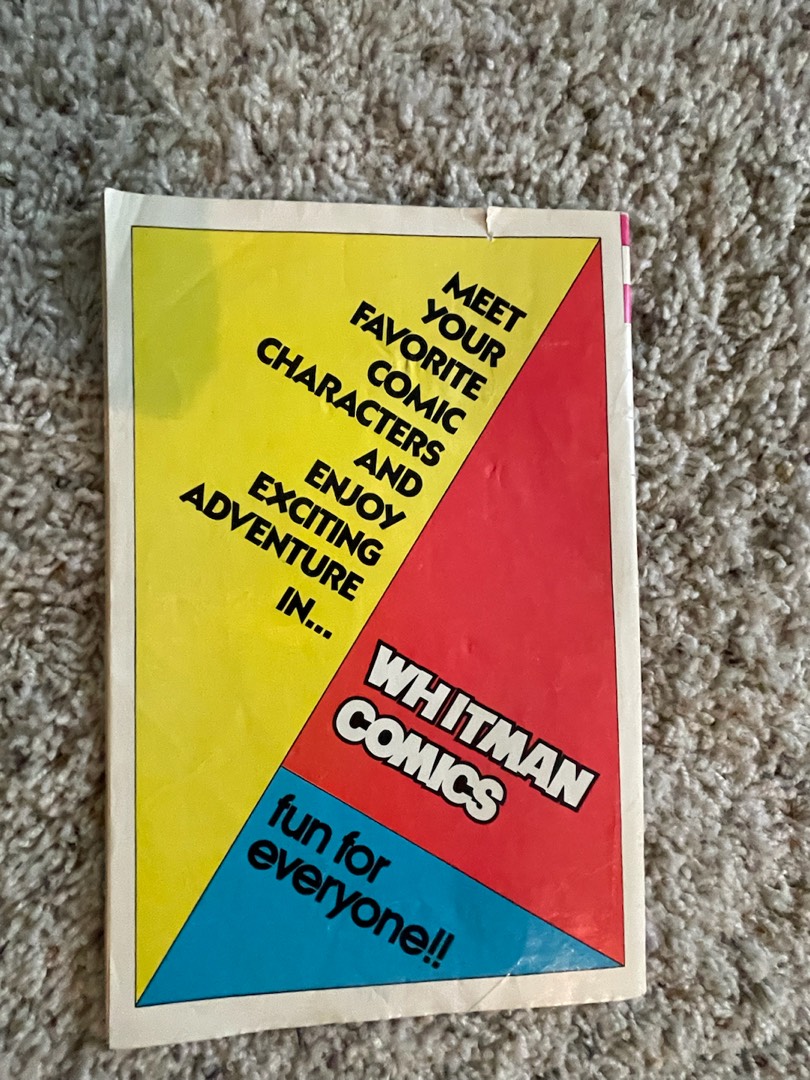 MEET
YOUR
FAVORITE
COMIC
CHARACTERS
AND
ENJOY
EXCITING
ADVENTURE
IN...
WHITMAN
COMICS
fun for
everyone!!